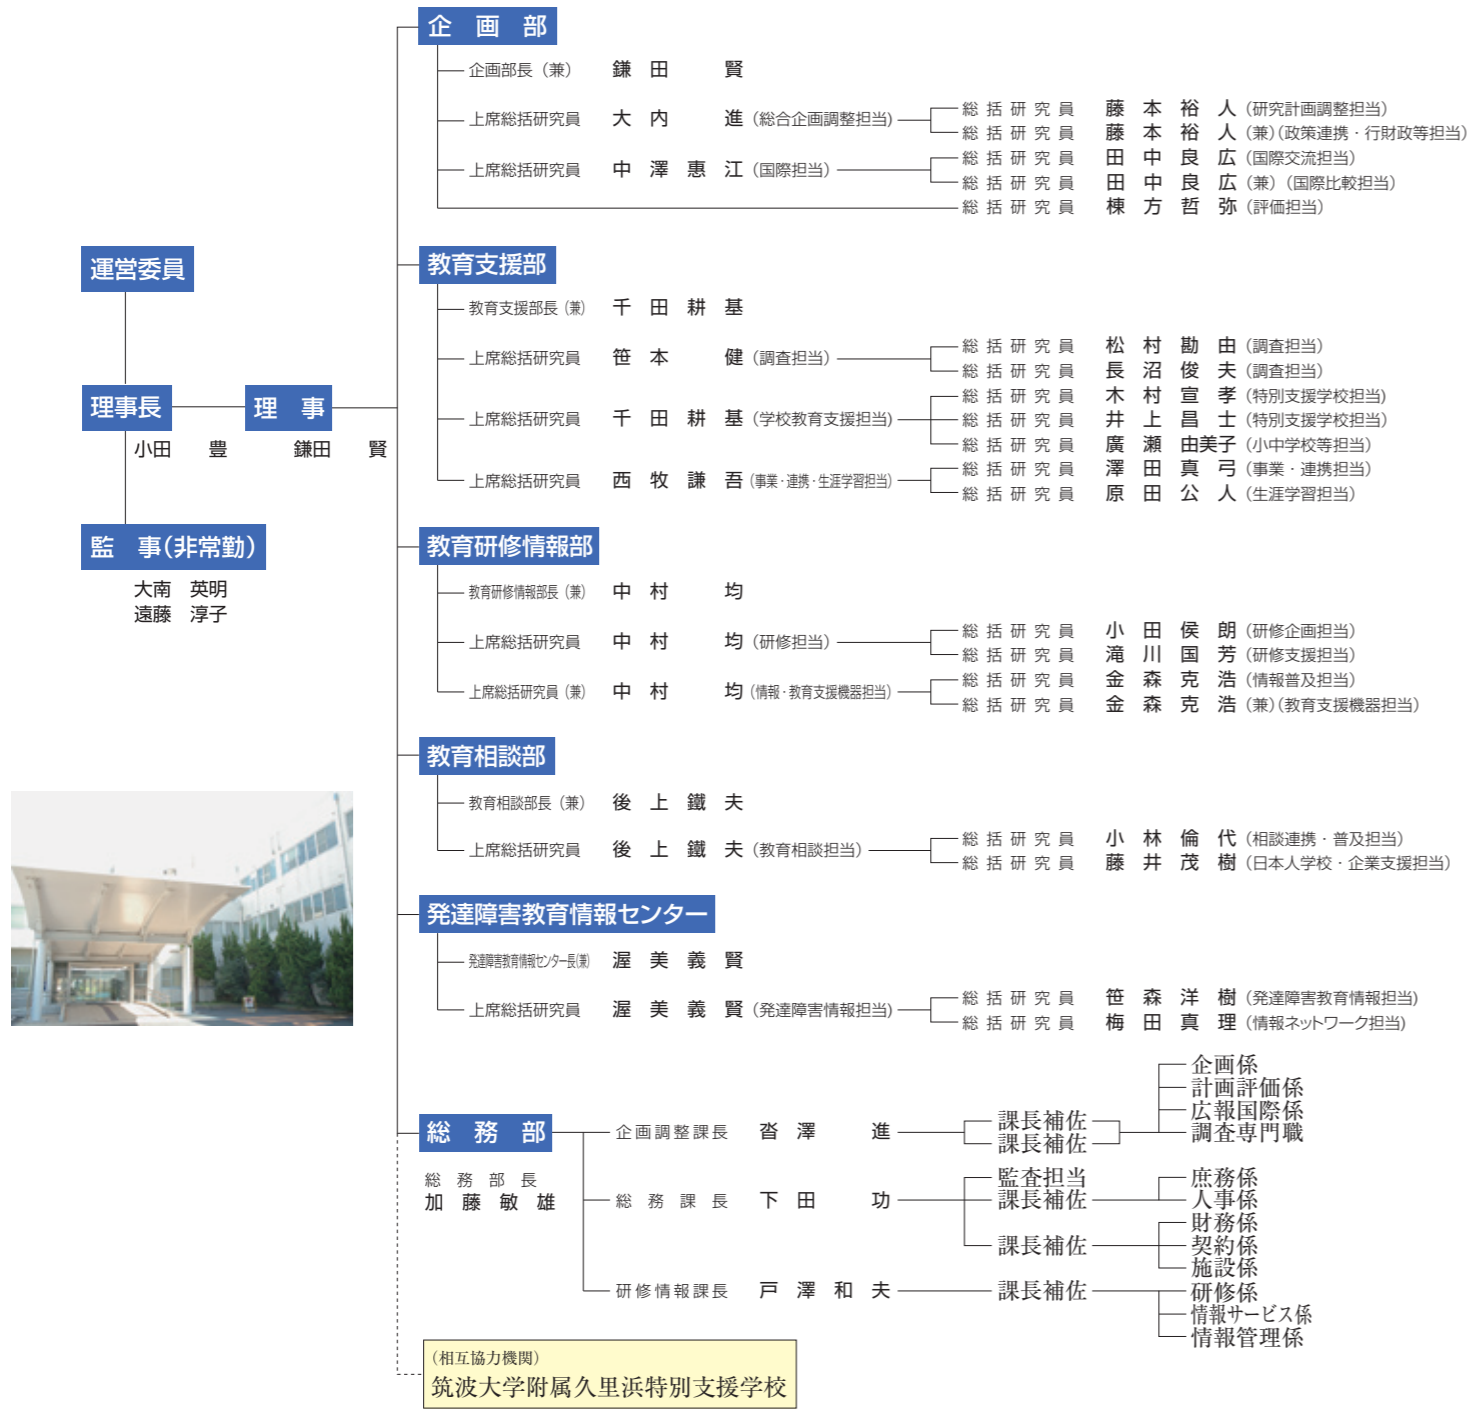 運営委員
理事長
小田 豊
理 事
鎌田 賢
監 事(非常勤)
大南 英明
遠藤 淳子
企 画 部
企画部長（兼） 鎌田 賢
上席総括研究員 大内 進（総合企画調整担当）
総括研究員 藤本裕人（研究計画調整担当）
総括研究員 藤本裕人（兼）（政策連携・行財政等担当）
上席総括研究員 中澤惠江（国際担当）
総括研究員 田中良広（国際交流担当）
総括研究員 田中良広（兼）（国際比較担当）
総括研究員 棟方哲弥（評価担当）
教育支援部
教育支援部長（兼） 千田耕基
上席総括研究員 笹本 健（調査担当）
総括研究員 松村勘由（調査担当）
総括研究員 長沼俊夫（調査担当）
上席総括研究員 千田耕基（学校教育支援担当）
総括研究員 木村宣孝（特別支援学校担当）
総括研究員 井上昌士（特別支援学校担当）
総括研究員 廣瀬由美子（小中学校等担当）
上席総括研究員 西牧謙吾（事業・連携・生涯学習担当）
総括研究員 澤田真弓（事業・連携担当）
総括研究員 原田公人（生涯学習担当）
教育研修情報部
教育研修情報部長（兼） 中村 均
上席総括研究員 中村 均（研修担当）
総括研究員 小田侯朗（研修企画担当）
総括研究員 滝川国芳（研修支援担当）
上席総括研究員（兼） 中村 均（情報・教育支援機器担当）
総括研究員 金森克浩（情報普及担当）
総括研究員 金森克浩（兼）（教育支援機器担当）
教育相談部
教育相談部長（兼） 後上鐵夫
上席総括研究員 後上鐵夫（教育相談担当）
総括研究員 小林倫代（相談連携・普及担当）
総括研究員 藤井茂樹（日本人学校・企業支援担当）
発達障害教育情報センター
発達障害教育情報センター長（兼） 渥美義賢
上席総括研究員 渥美義賢（発達障害情報担当）
総括研究員 笹森洋樹（発達障害教育情報担当）
総括研究員 梅田真理（情報ネットワーク担当）
総 務 部
総務部長
加藤敏雄
企画調整課長 沓澤 進
課長補佐
課長補佐
企画係
計画評価係
広報国際係
調査専門職
総務課長 下田 功
監査担当
課長補佐
庶務係
人事係
課長補佐
財務係
契約係
施設係
研修情報課長 戸澤和夫
課長補佐
研修係
情報サービス係
情報管理係
（相互協力機関）
筑波大学附属久里浜特別支援学校